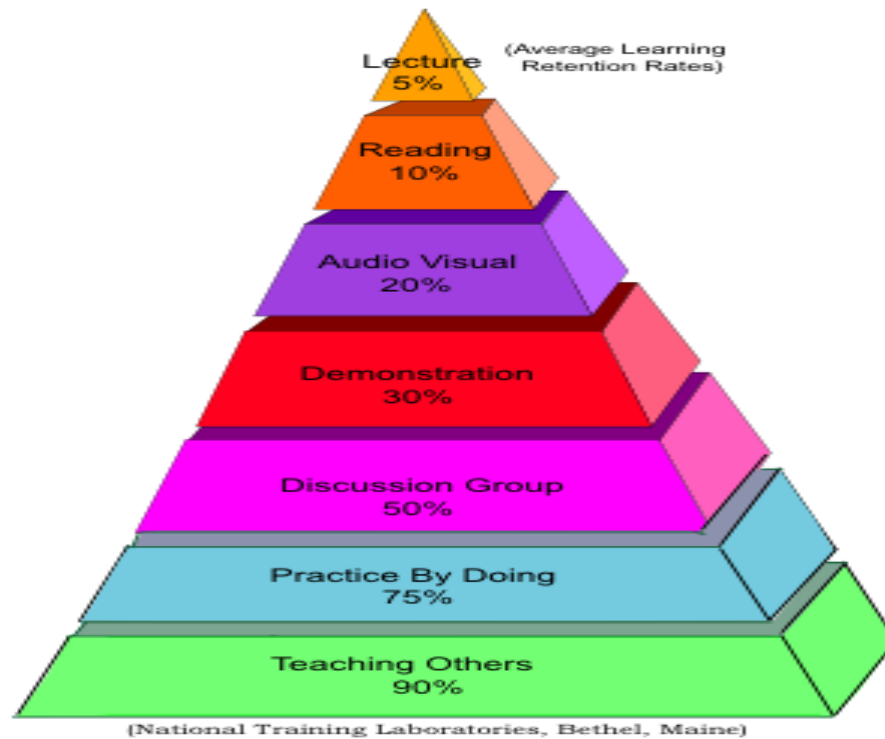 Lecture
5%
(Average Learning
Retention Rates)
Reading
10%
Audio Visual
20%
Demonstration
30%
Discussion Group
50%
Practice By Doing
75%
Teaching Others
90%
(National Training Laboratories, Bethel, Maine)